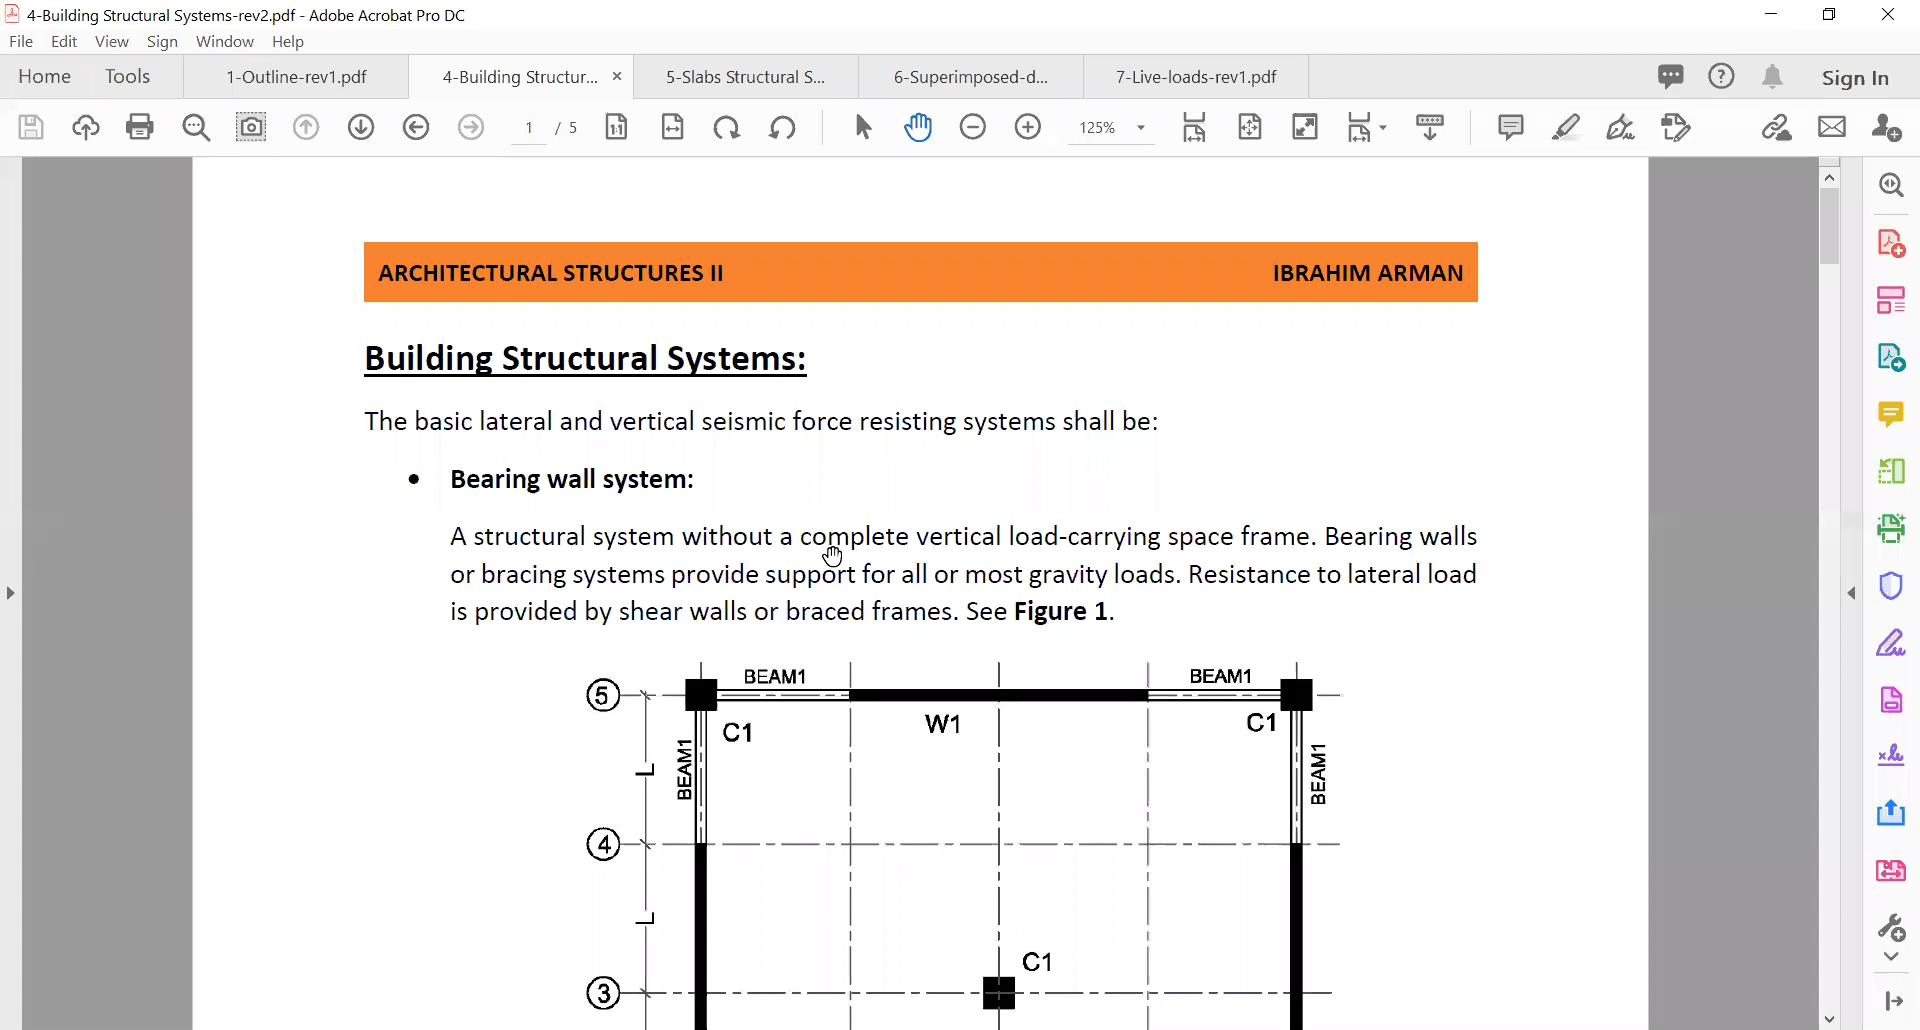 4-Building Structural Systems-rev2.pdf - Adobe Acrobat Pro DC
File Edit View Sign Window Help
Home Tools 1-Outline-rev1.pdf 4-Building Structur... × 5-Slabs Structural S... 6-Superimposed-d... 7-Live-loads-rev1.pdf Sign In
1 / 5 125%
ARCHITECTURAL STRUCTURES II IBRAHIM ARMAN
Building Structural Systems:
The basic lateral and vertical seismic force resisting systems shall be:
• Bearing wall system:
A structural system without a complete vertical load-carrying space frame. Bearing walls
or bracing systems provide support for all or most gravity loads. Resistance to lateral load
is provided by shear walls or braced frames. See Figure 1.
BEAM1 BEAM1
5
C1 W1 C1
BEAM1 BEAM1
L
4
L
C1
3